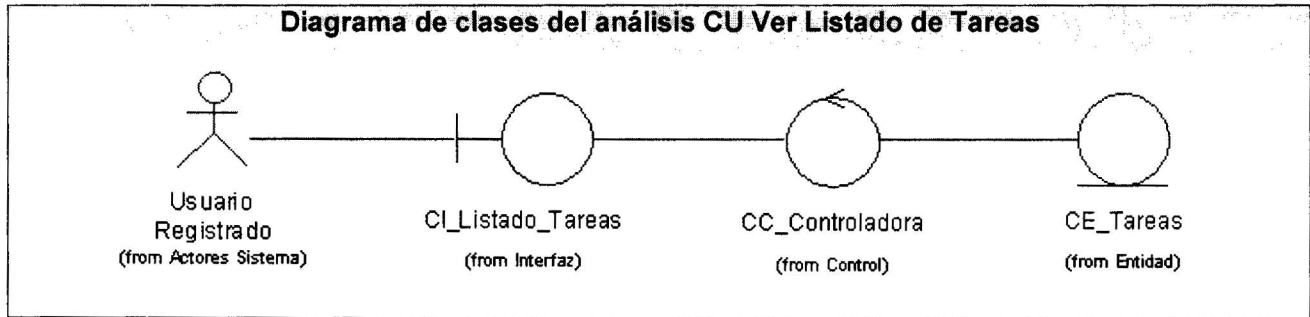 Diagrama de clases del análisis CU Ver Listado de Tareas
Usuario
Registrado
(from Actores Sistema)
CI_Listado_Tareas
(from Interfaz)
CC_Controladora
(from Control)
CE_Tareas
(from Entidad)